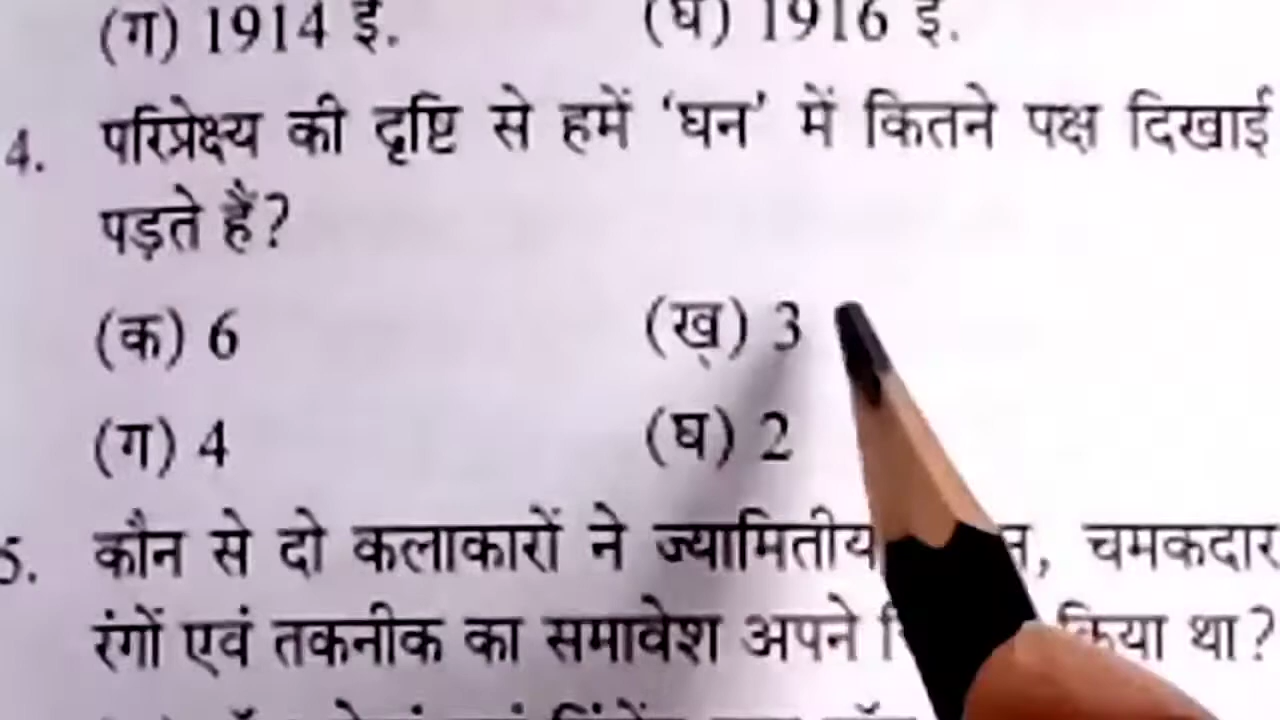 (ग) 1914 ई. (घ) 1916 ई.
4. परिप्रेक्ष्य की दृष्टि से हमें ‘घन’ में कितने पक्ष दिखाई
पड़ते हैं?
(क) 6 (ख) 3
(ग) 4 (घ) 2
5. कौन से दो कलाकारों ने ज्यामितीय चमकदार
रंगों एवं तकनीक का समावेश अपने किया था?